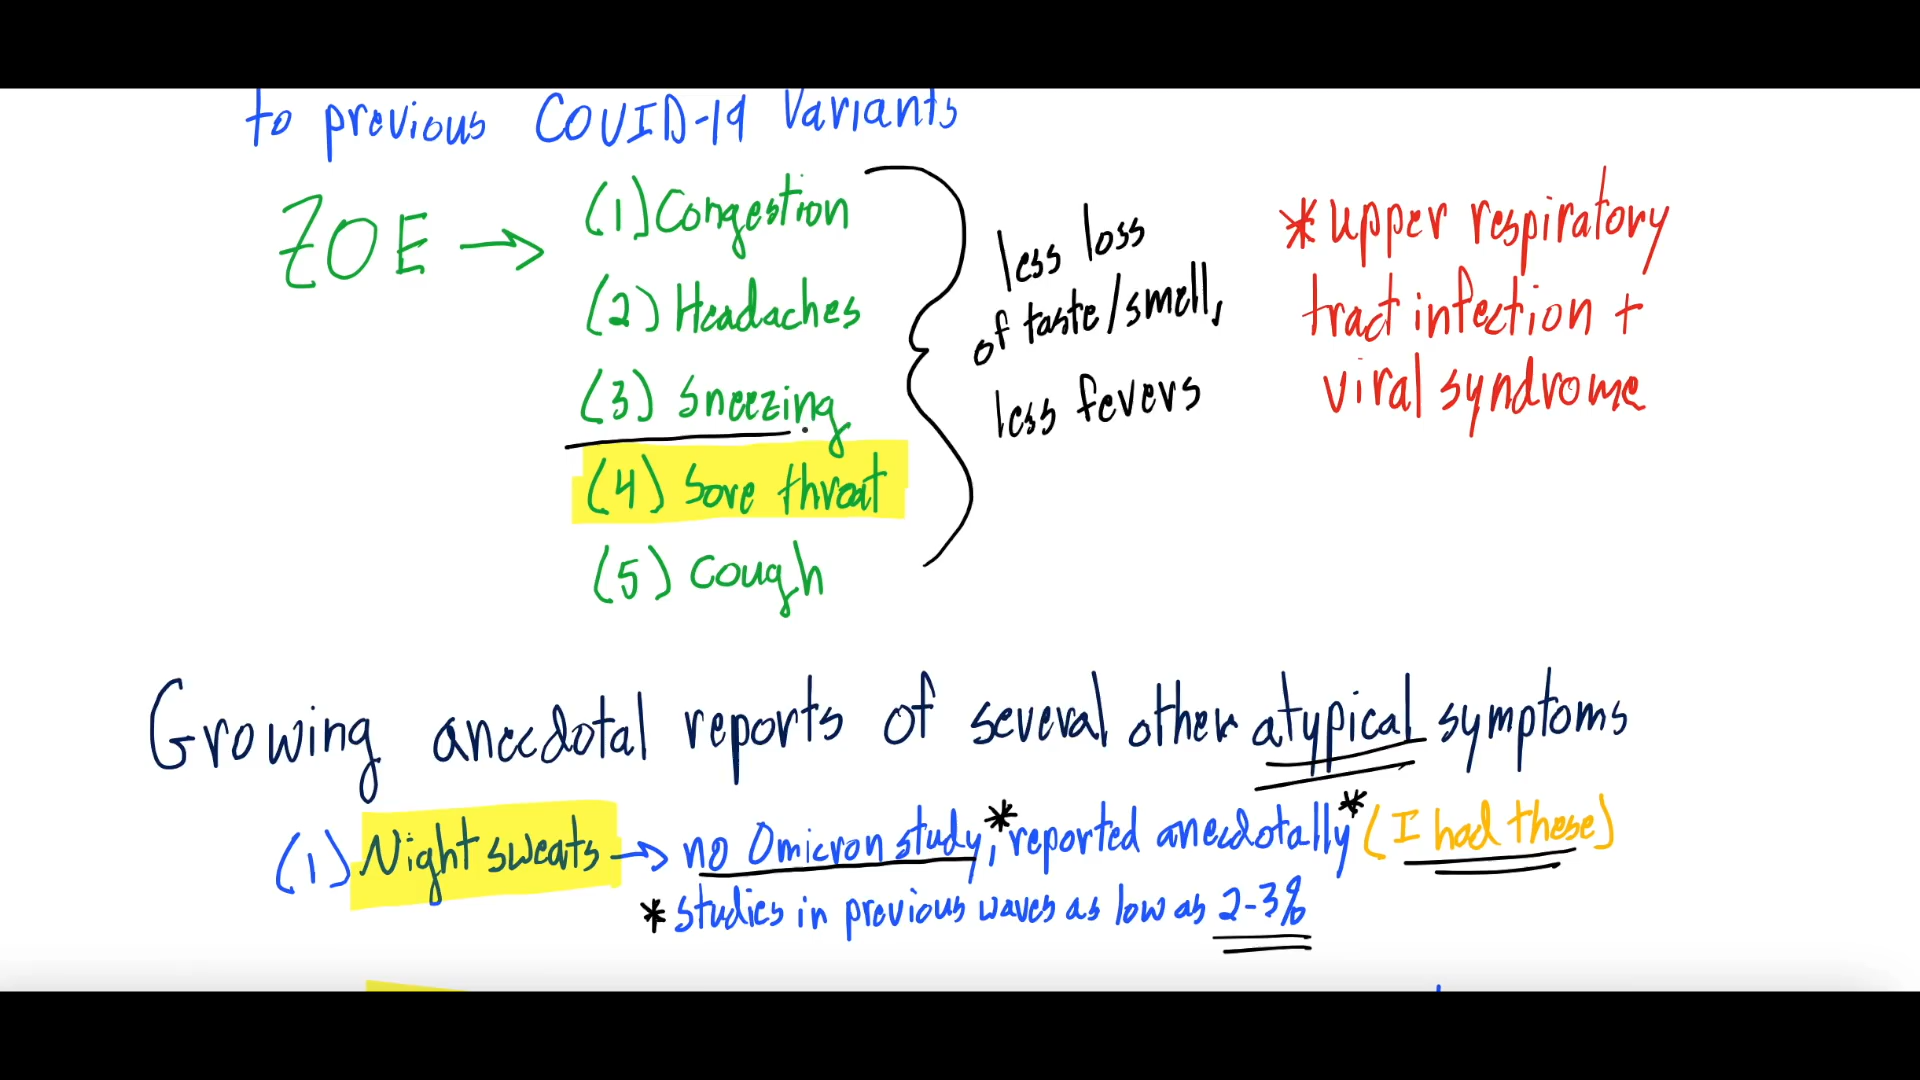 to previous COVID-19 Variants
ZOE → (1) Congestion
(2) Headaches
(3) Sneezing
(4) Sore throat
(5) Cough
less loss
of taste/smell,
less fevers
* upper respiratory
tract infection +
viral syndrome
Growing anecdotal reports of several other atypical symptoms
(1) Night sweats → no Omicron study,* reported anecdotally* (I had these)
* studies in previous waves as low as 2-3%